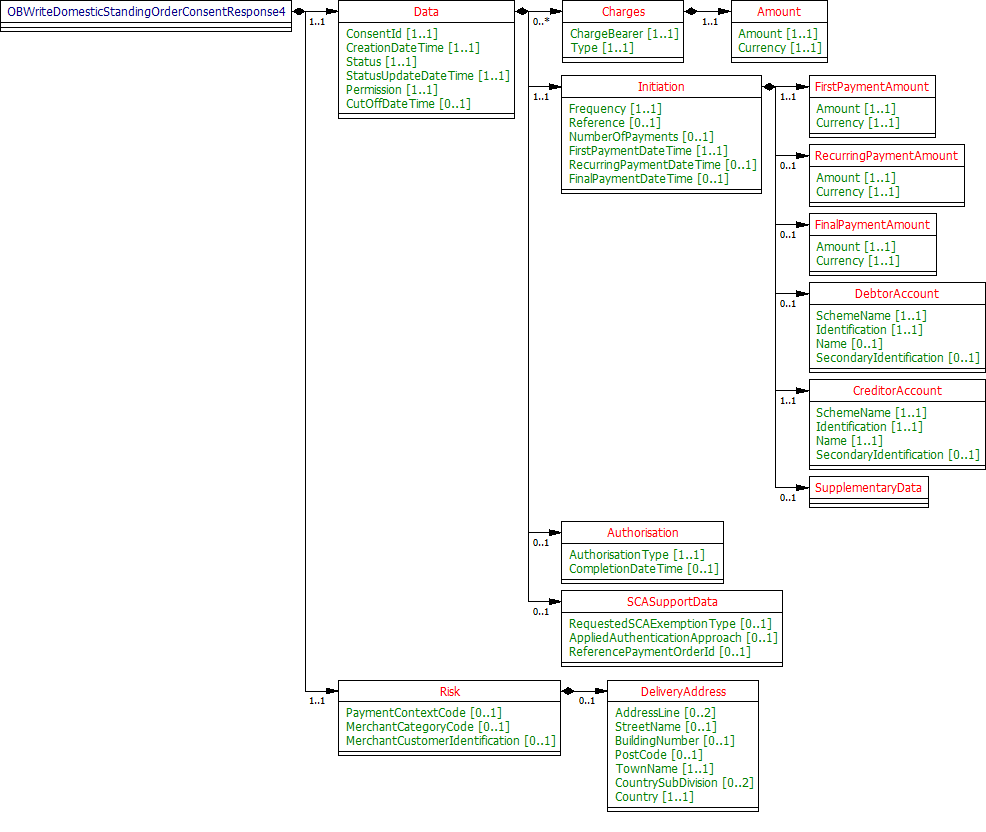 OBWriteDomesticStandingOrderConsentResponse4
1..1
Data
ConsentId [1..1]
CreationDateTime [1..1]
Status [1..1]
StatusUpdateDateTime [1..1]
Permission [1..1]
CutOffDateTime [0..1]
0..*
Charges
ChargeBearer [1..1]
Type [1..1]
1..1
Amount
Amount [1..1]
Currency [1..1]
1..1
Initiation
Frequency [1..1]
Reference [0..1]
NumberOfPayments [0..1]
FirstPaymentDateTime [1..1]
RecurringPaymentDateTime [0..1]
FinalPaymentDateTime [0..1]
1..1
FirstPaymentAmount
Amount [1..1]
Currency [1..1]
0..1
RecurringPaymentAmount
Amount [1..1]
Currency [1..1]
0..1
FinalPaymentAmount
Amount [1..1]
Currency [1..1]
0..1
DebtorAccount
SchemeName [1..1]
Identification [1..1]
Name [0..1]
SecondaryIdentification [0..1]
1..1
CreditorAccount
SchemeName [1..1]
Identification [1..1]
Name [1..1]
SecondaryIdentification [0..1]
0..1
SupplementaryData
0..1
Authorisation
AuthorisationType [1..1]
CompletionDateTime [0..1]
0..1
SCASupportData
RequestedSCAExemptionType [0..1]
AppliedAuthenticationApproach [0..1]
ReferencePaymentOrderId [0..1]
1..1
Risk
PaymentContextCode [0..1]
MerchantCategoryCode [0..1]
MerchantCustomerIdentification [0..1]
0..1
DeliveryAddress
AddressLine [0..2]
StreetName [0..1]
BuildingNumber [0..1]
PostCode [0..1]
TownName [1..1]
CountrySubDivision [0..2]
Country [1..1]